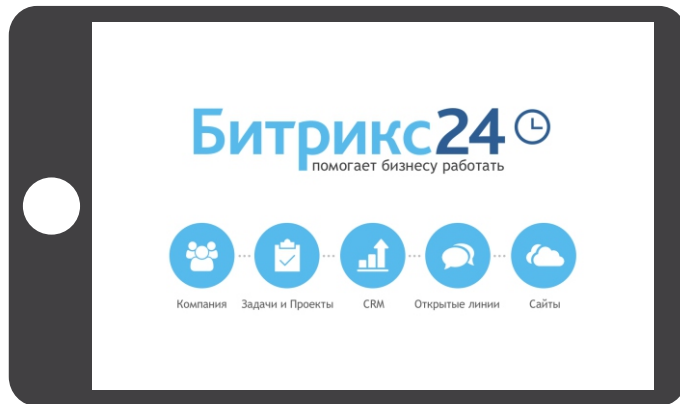 Битрикс24
помогает бизнесу работать
Компания Задачи и Проекты CRM Открытые линии Сайты